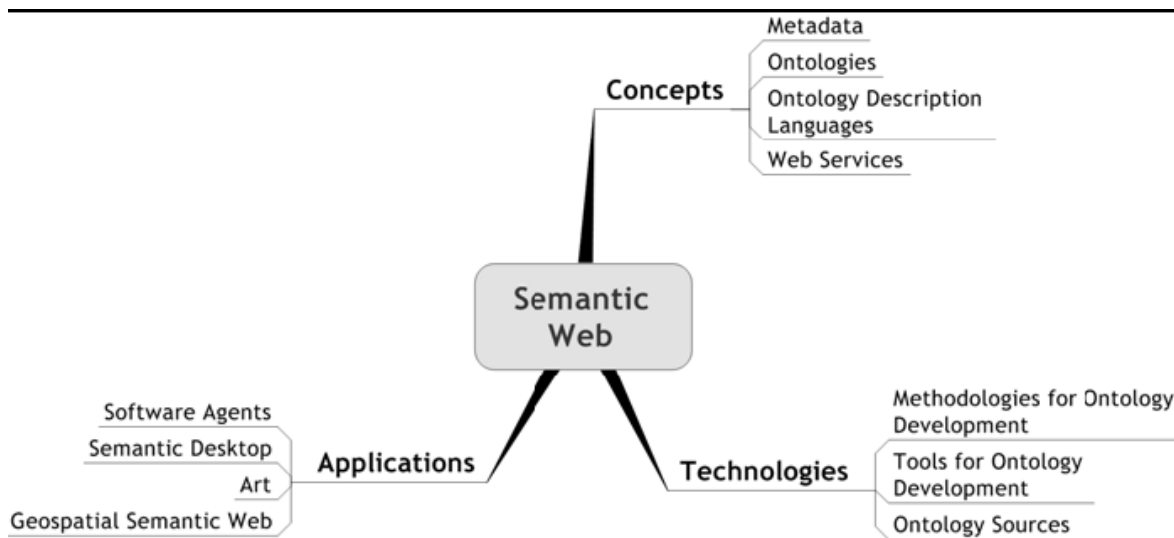 Metadata
Ontologies
Concepts
Ontology Description
Languages
Web Services
Semantic
Web
Software Agents
Semantic Desktop
Art
Geospatial Semantic Web
Applications
Technologies
Methodologies for Ontology
Development
Tools for Ontology
Development
Ontology Sources